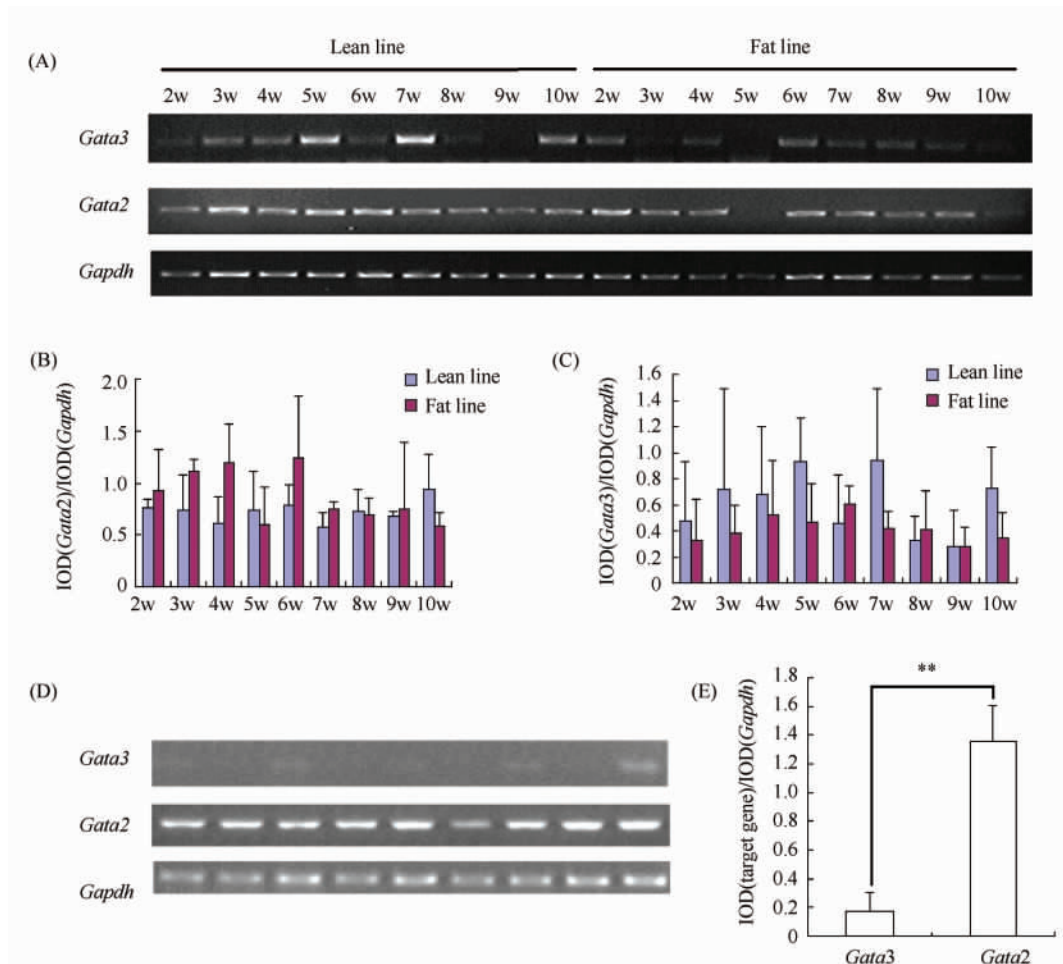 (A)
Lean line Fat line
2w 3w 4w 5w 6w 7w 8w 9w 10w 2w 3w 4w 5w 6w 7w 8w 9w 10w
Gata3
Gata2
Gapdh
(B)
IOD(Gata2)/IOD(Gapdh)
2.0
1.5
1.0
0.5
0
Lean line
Fat line
2w 3w 4w 5w 6w 7w 8w 9w 10w
(C)
IOD(Gata3)/IOD(Gapdh)
1.6
1.4
1.2
1.0
0.8
0.6
0.4
0.2
0
Lean line
Fat line
2w 3w 4w 5w 6w 7w 8w 9w 10w
(D)
Gata3
Gata2
Gapdh
(E)
IOD(target gene)/IOD(Gapdh)
1.8
1.6
1.4
1.2
1.0
0.8
0.6
0.4
0.2
0
**
Gata3 Gata2